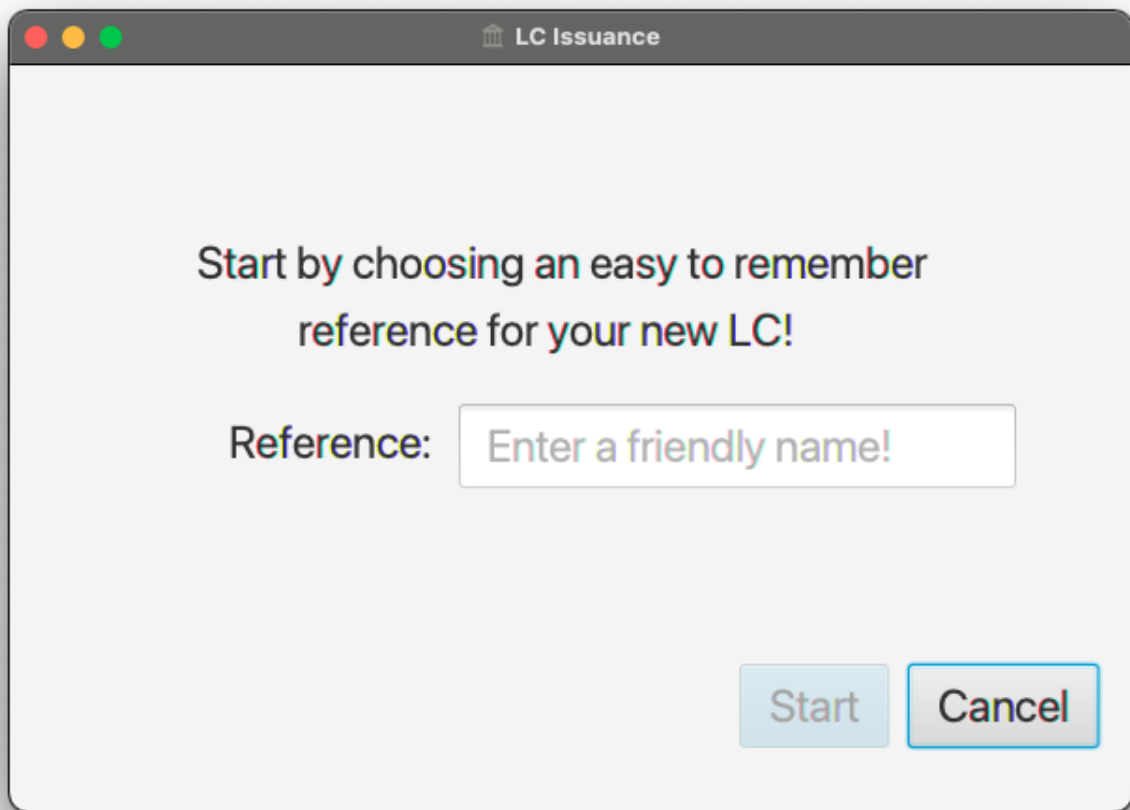 LC Issuance
Start by choosing an easy to remember
reference for your new LC!
Reference: Enter a friendly name!
Start Cancel